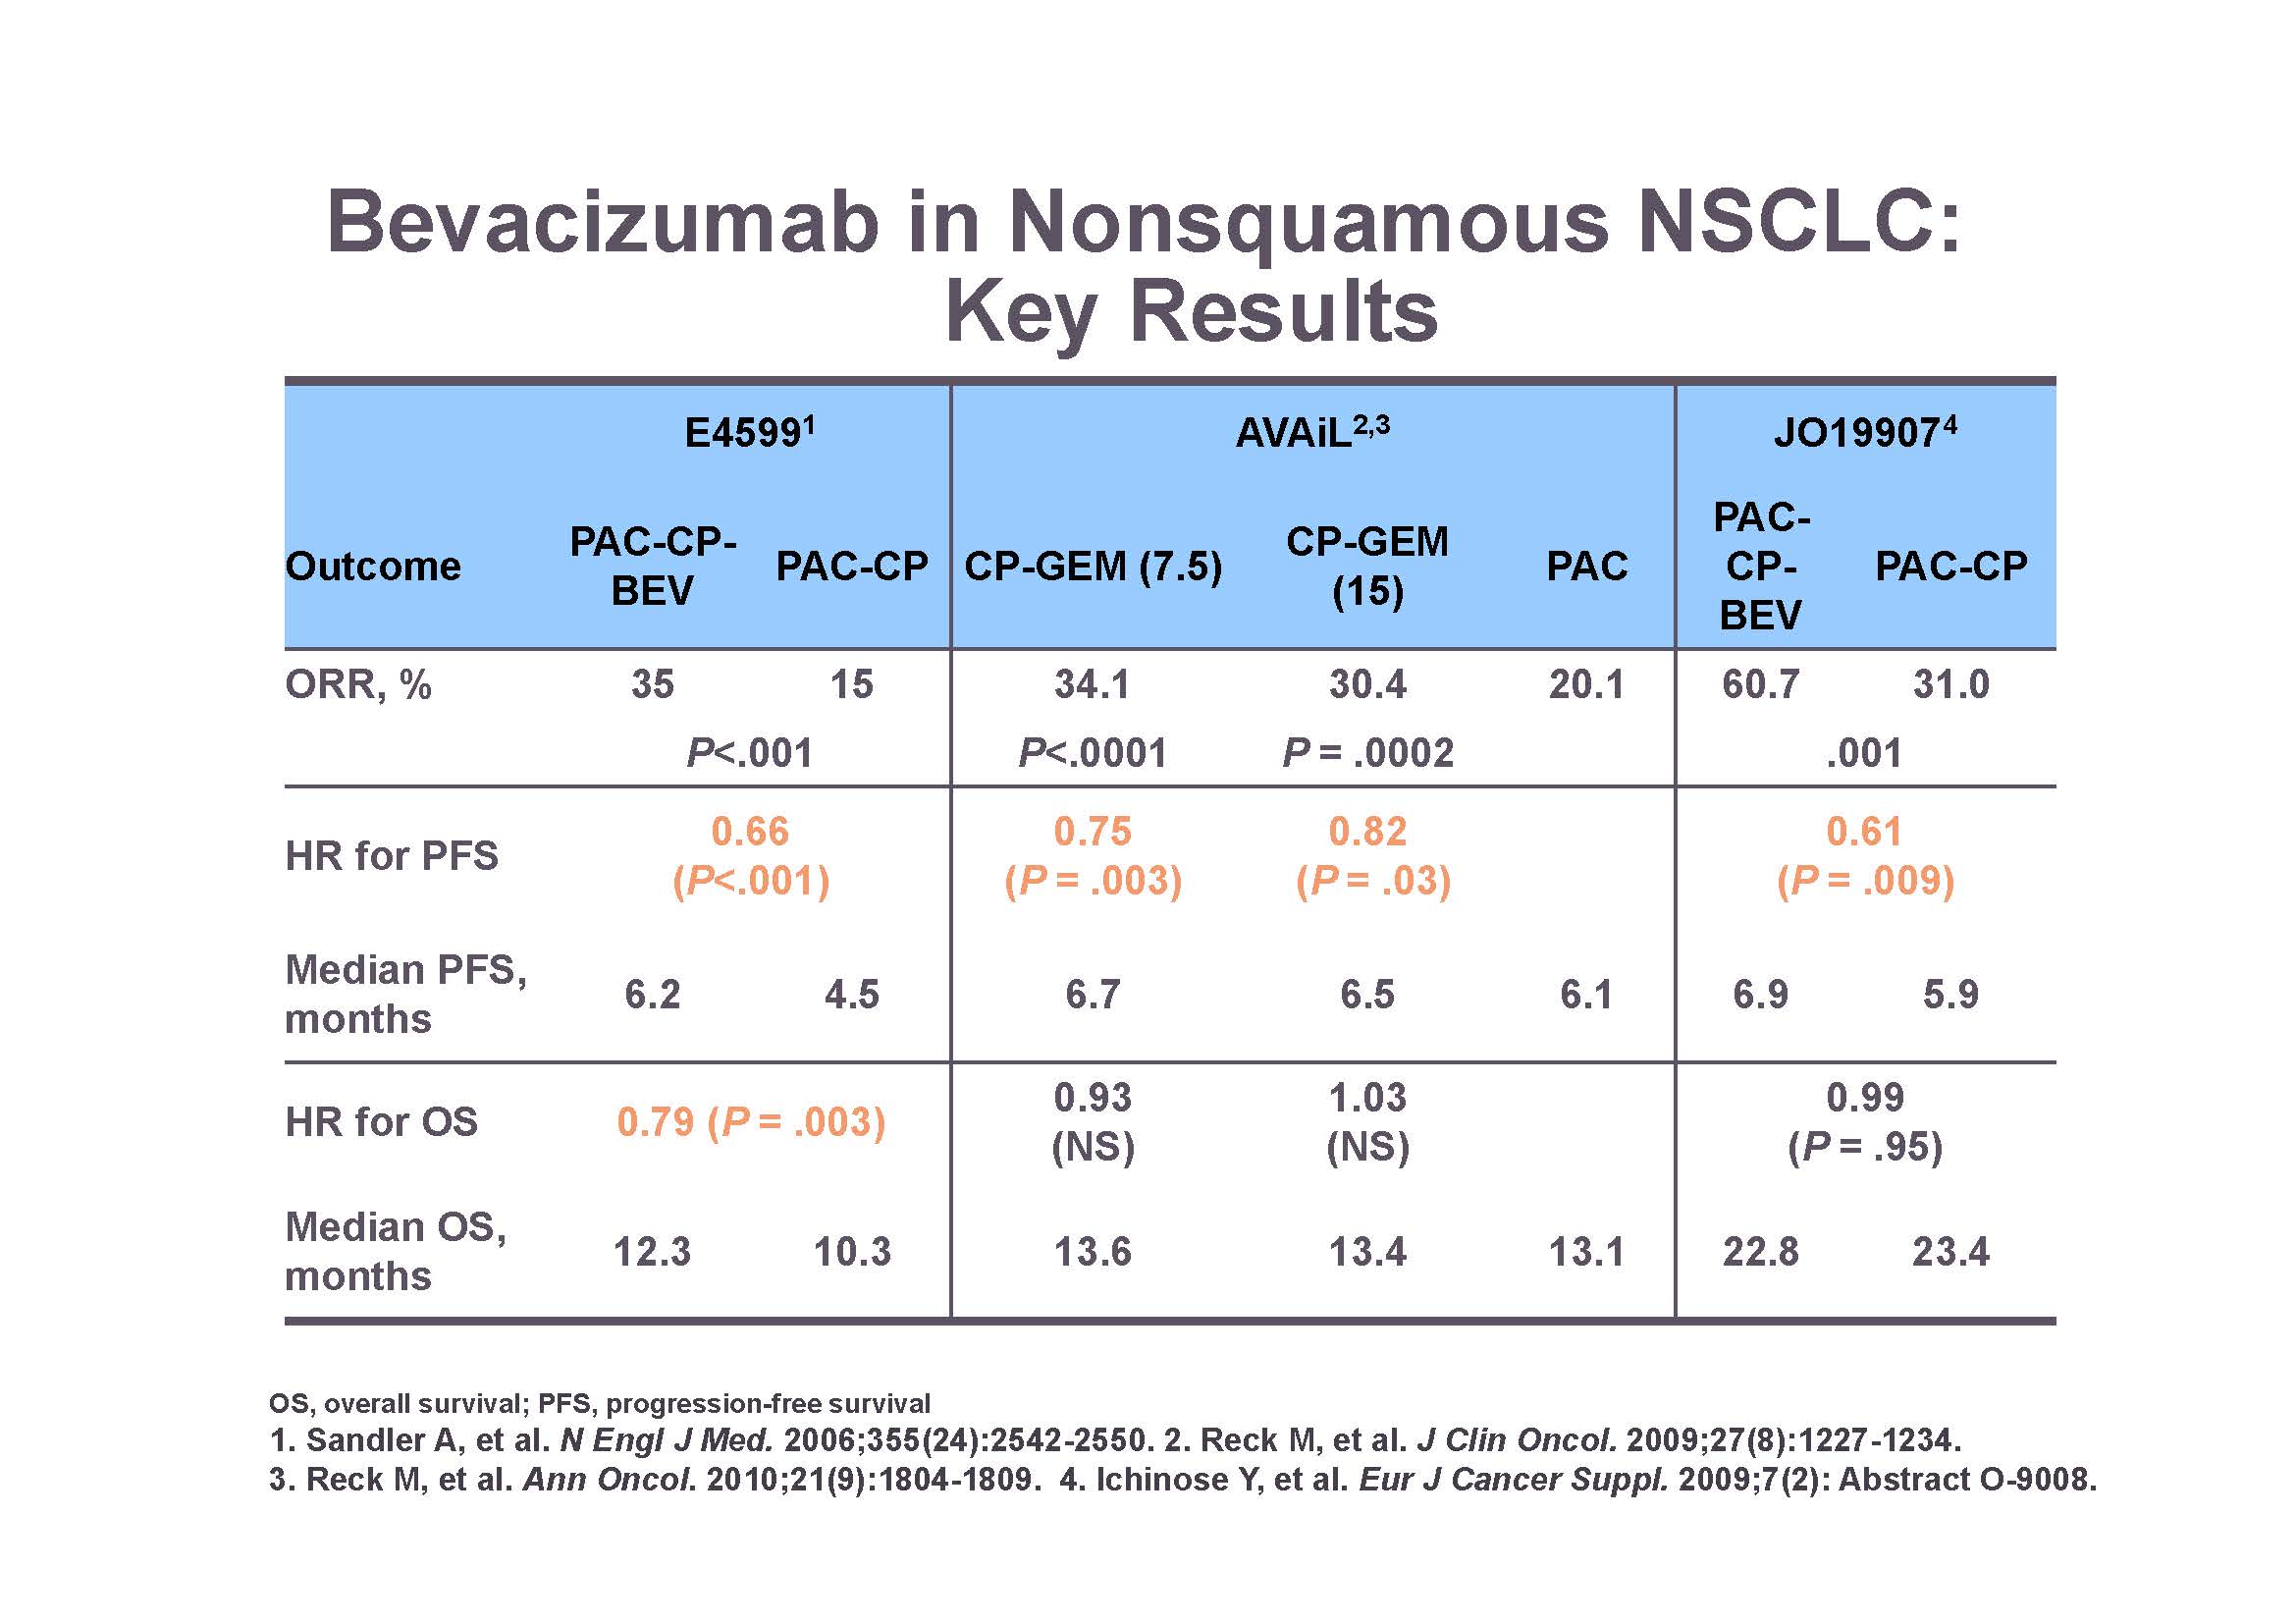 Bevacizumab in Nonsquamous NSCLC:
Key Results
E4599¹ AVAiL²,³ JO19907⁴
Outcome PAC-CP-BEV PAC-CP CP-GEM (7.5) CP-GEM (15) PAC PAC-CP-BEV PAC-CP
ORR, % 35 15 34.1 30.4 20.1 60.7 31.0
P<.001 P<.0001 P = .0002 .001
HR for PFS 0.66 (P<.001) 0.75 (P = .003) 0.82 (P = .03) 0.61 (P = .009)
Median PFS, months 6.2 4.5 6.7 6.5 6.1 6.9 5.9
HR for OS 0.79 (P = .003) 0.93 (NS) 1.03 (NS) 0.99 (P = .95)
Median OS, months 12.3 10.3 13.6 13.4 13.1 22.8 23.4
OS, overall survival; PFS, progression-free survival
1. Sandler A, et al. N Engl J Med. 2006;355(24):2542-2550. 2. Reck M, et al. J Clin Oncol. 2009;27(8):1227-1234.
3. Reck M, et al. Ann Oncol. 2010;21(9):1804-1809. 4. Ichinose Y, et al. Eur J Cancer Suppl. 2009;7(2): Abstract O-9008.